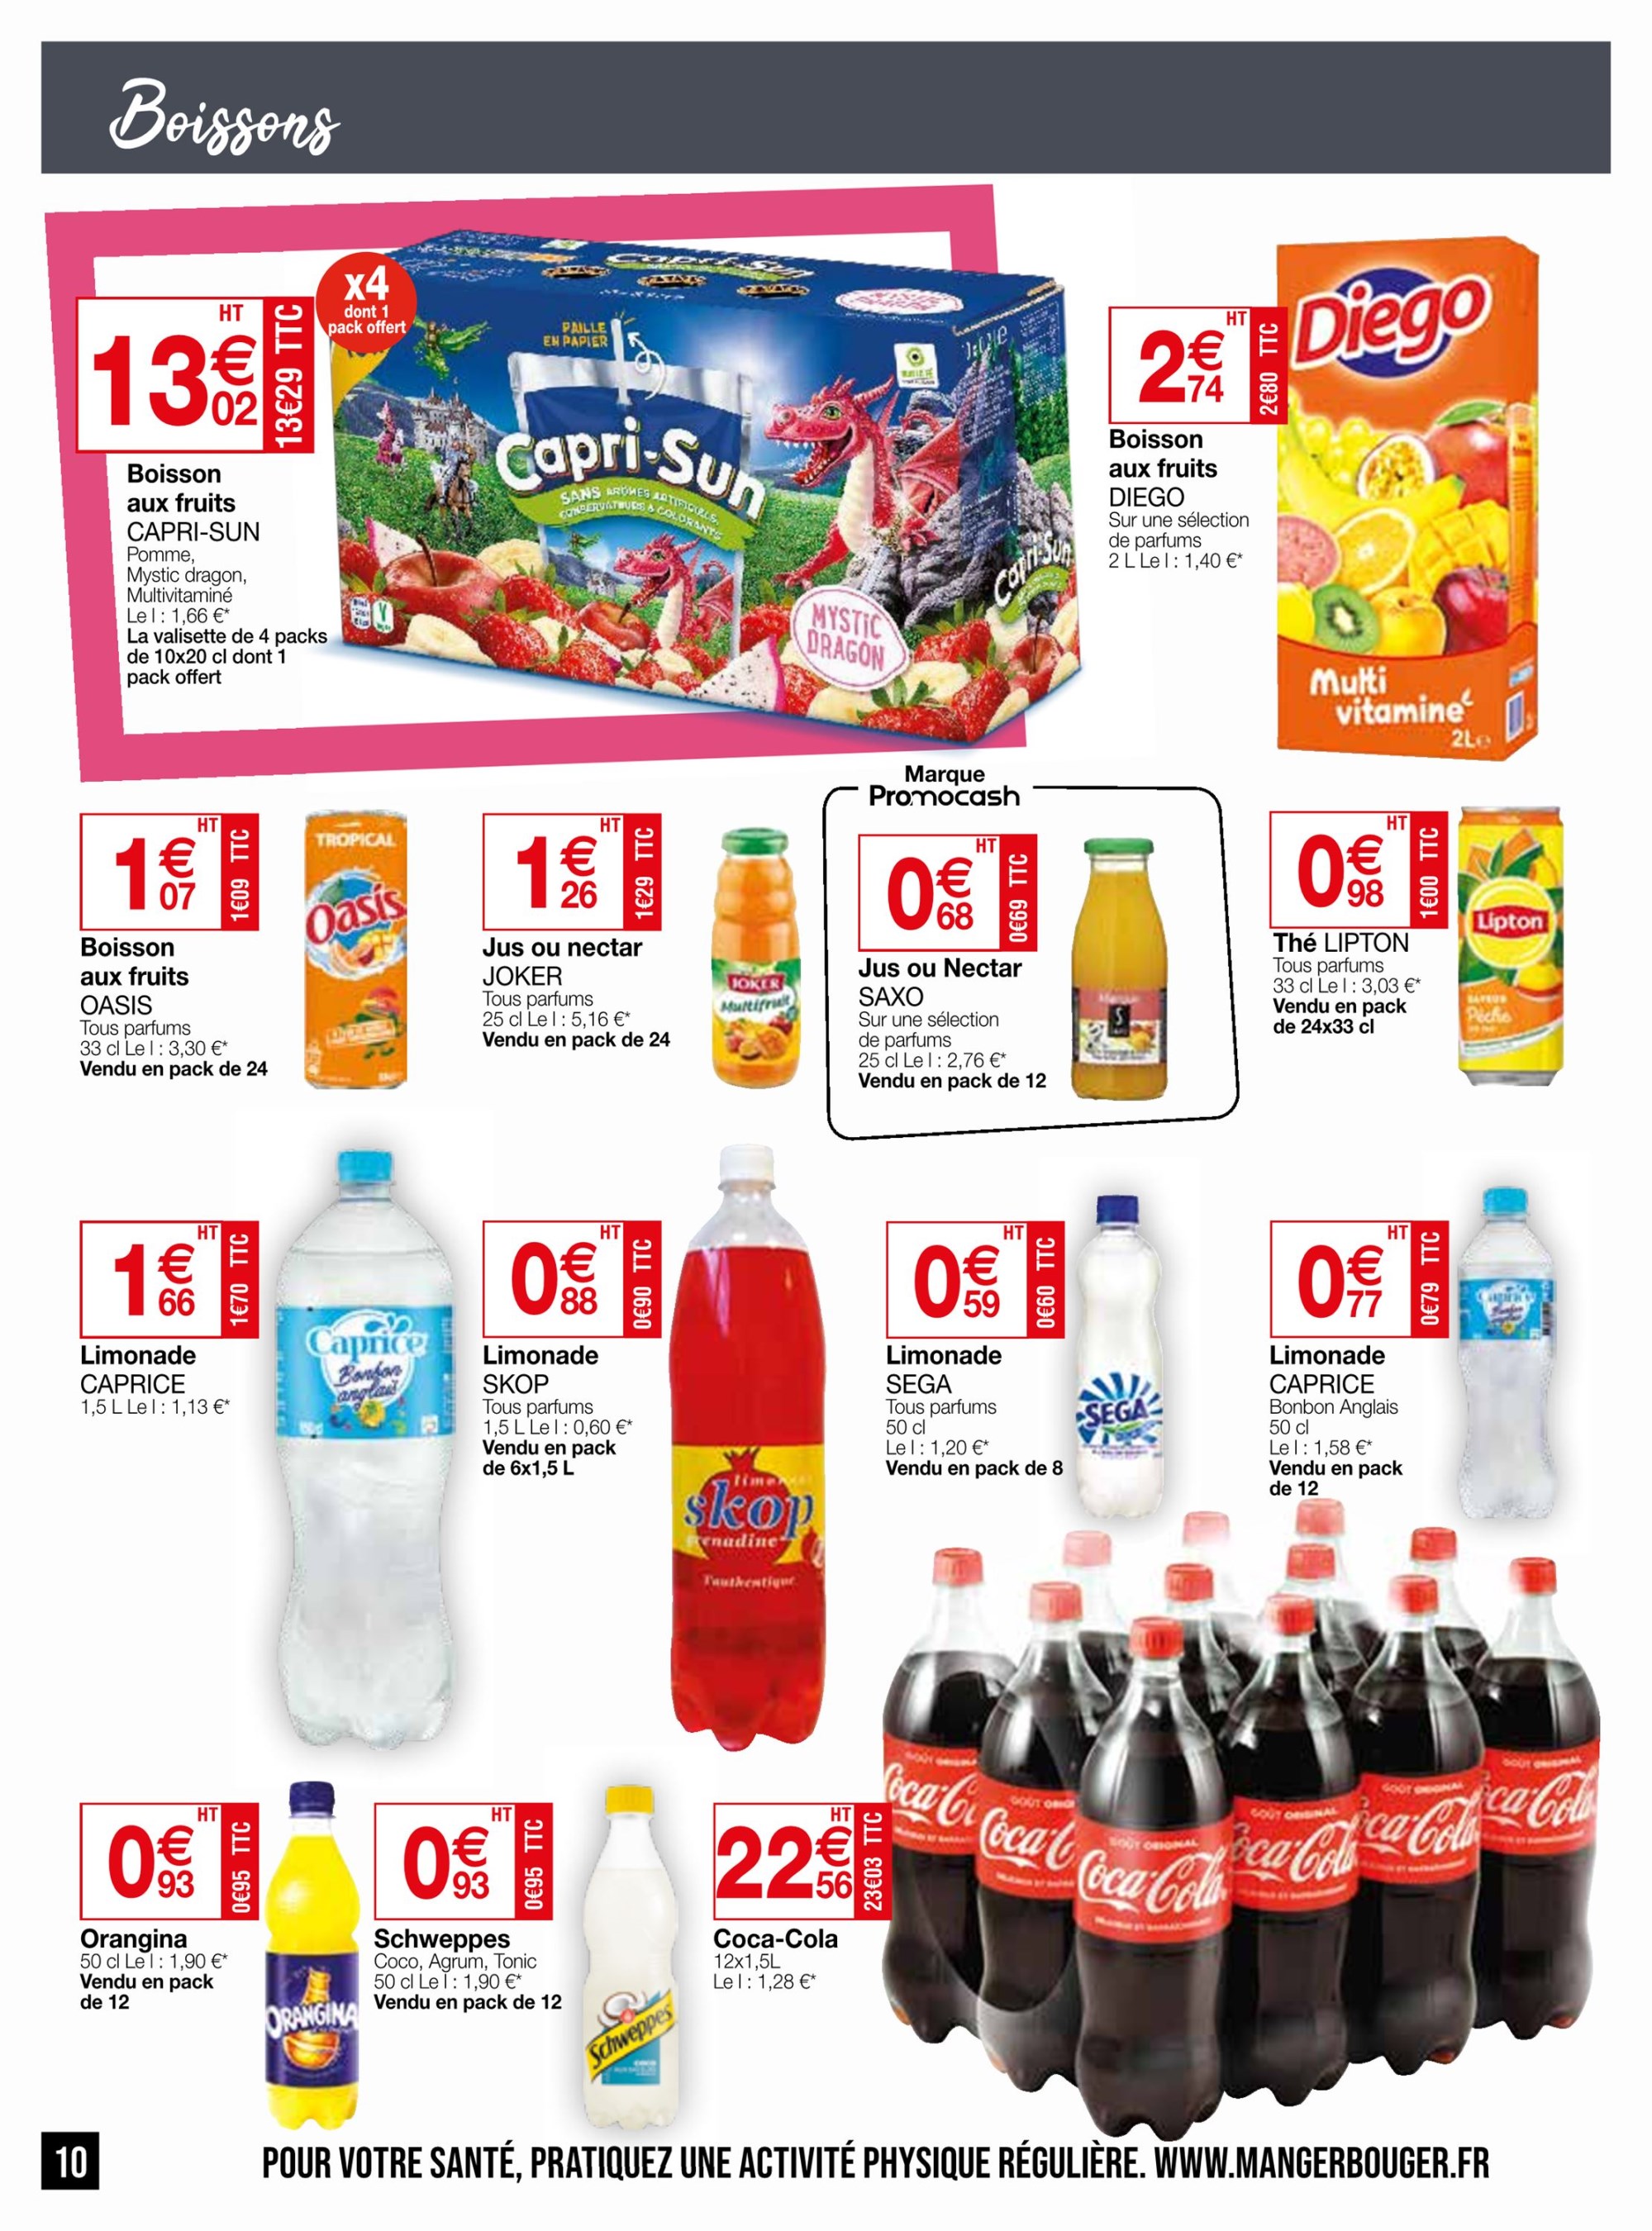 Boissons
HT
13€02
13€29 TTC
x4
dont 1
pack offert
Boisson
aux fruits
CAPRI-SUN
Pomme,
Mystic dragon,
Multivitaminé
Le l : 1,66 €*
La valisette de 4 packs
de 10x20 cl dont 1
pack offert
Capri-Sun
PAILLE
EN PAPIER
Capri-Sun
SANS ARÔMES ARTIFICIELS,
CONSERVATEURS & COLORANTS
MYSTIC
DRAGON
Capri-Sun
HT
2€74
2€80 TTC
Boisson
aux fruits
DIEGO
Sur une sélection
de parfums
2 L Le l : 1,40 €*
Diego
Multi
vitaminé
2L℮
HT
1€07
1€09 TTC
Boisson
aux fruits
OASIS
Tous parfums
33 cl Le l : 3,30 €*
Vendu en pack de 24
TROPICAL
Oasis
HT
1€26
1€29 TTC
Jus ou nectar
JOKER
Tous parfums
25 cl Le l : 5,16 €*
Vendu en pack de 24
JOKER
Multifruit
Marque
Promocash
HT
0€68
0€69 TTC
Jus ou Nectar
SAXO
Sur une sélection
de parfums
25 cl Le l : 2,76 €*
Vendu en pack de 12
HT
0€98
1€00 TTC
Thé LIPTON
Tous parfums
33 cl Le l : 3,03 €*
Vendu en pack
de 24x33 cl
Lipton
SAVEUR
Pêche
HT
1€66
1€70 TTC
Limonade
CAPRICE
1,5 L Le l : 1,13 €*
Caprice
Bonbon
anglais
HT
0€88
0€90 TTC
Limonade
SKOP
Tous parfums
1,5 L Le l : 0,60 €*
Vendu en pack
de 6x1,5 L
skop
grenadine
l'authentique
HT
0€59
0€60 TTC
Limonade
SEGA
Tous parfums
50 cl
Le l : 1,20 €*
Vendu en pack de 8
SEGA
HT
0€77
0€79 TTC
Limonade
CAPRICE
Bonbon Anglais
50 cl
Le l : 1,58 €*
Vendu en pack
de 12
Caprice
HT
0€93
0€95 TTC
Orangina
50 cl Le l : 1,90 €*
Vendu en pack
de 12
ORANGINA
HT
0€93
0€95 TTC
Schweppes
Coco, Agrum, Tonic
50 cl Le l : 1,90 €*
Vendu en pack de 12
Schweppes
COCO
HT
22€56
23€03 TTC
Coca-Cola
12x1,5L
Le l : 1,28 €*
GOÛT ORIGINAL
Coca-Cola
10
POUR VOTRE SANTÉ, PRATIQUEZ UNE ACTIVITÉ PHYSIQUE RÉGULIÈRE. WWW.MANGERBOUGER.FR